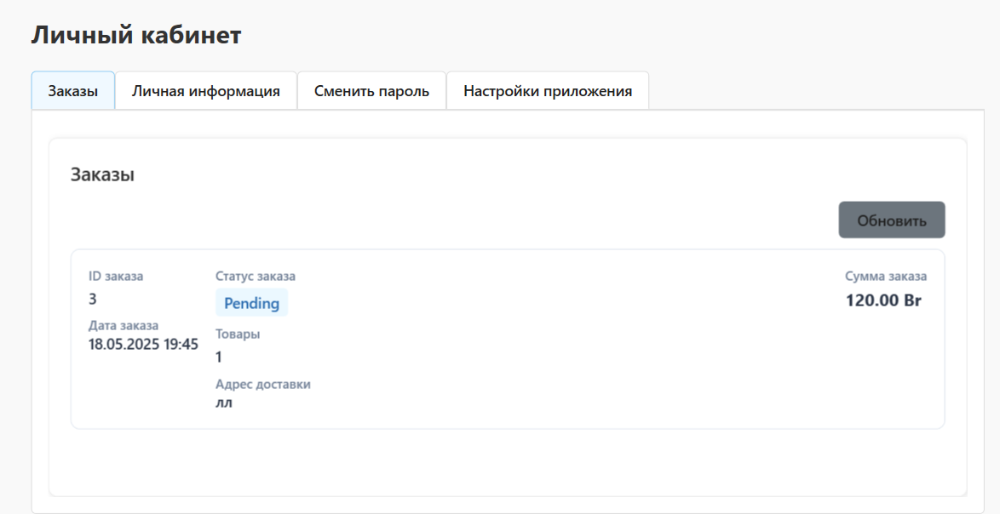 Личный кабинет
Заказы
Личная информация
Сменить пароль
Настройки приложения
Заказы
Обновить
ID заказа
3
Дата заказа
18.05.2025 19:45
Статус заказа
Pending
Товары
1
Адрес доставки
лл
Сумма заказа
120.00 Br